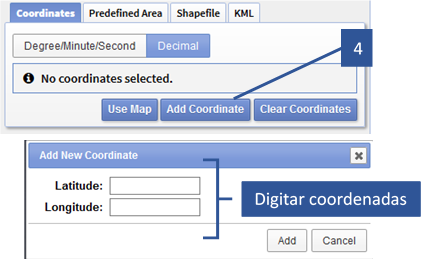 Coordinates Predefined Area Shapefile KML
Degree/Minute/Second Decimal
4
No coordinates selected.
Use Map Add Coordinate Clear Coordinates
Add New Coordinate
Latitude:
Longitude:
Digitar coordenadas
Add Cancel